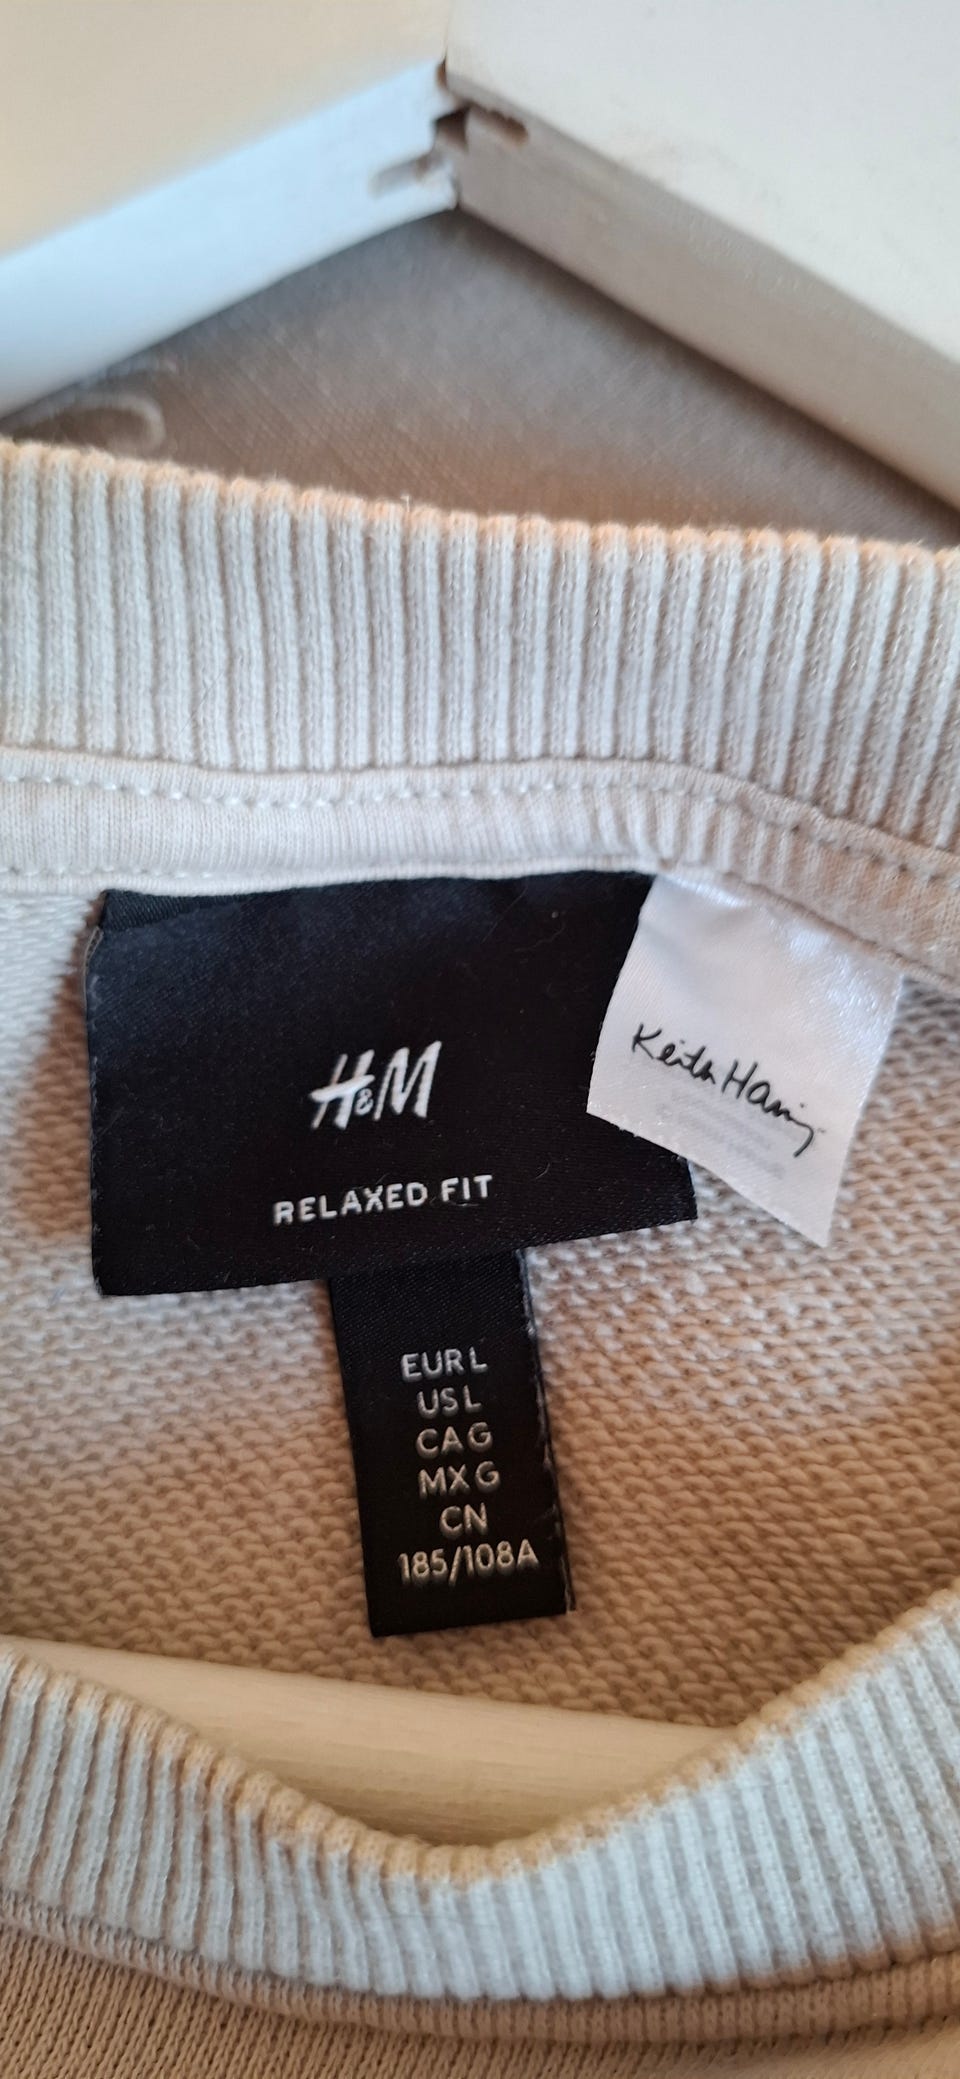 H&M
RELAXED FIT
Keith Haring
EUR L
US L
CA G
MX G
CN
185/108A